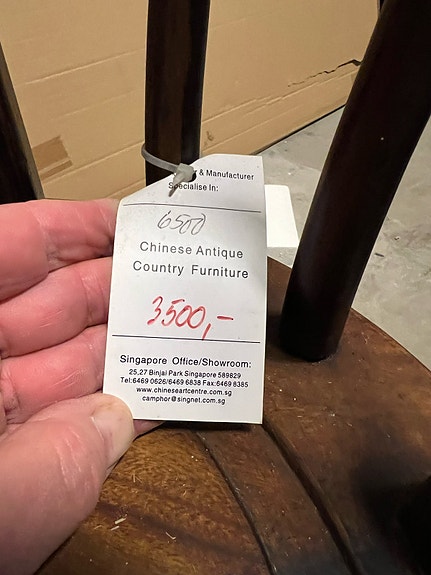 & Manufacturer
Specialise In:
6500
Chinese Antique
Country Furniture
3500,-
Singapore Office/Showroom:
25,27 Binjai Park Singapore 589829
Tel:6469 0626/6469 6838 Fax:6469 8385
www.chineseartcentre.com.sg
camphor@singnet.com.sg